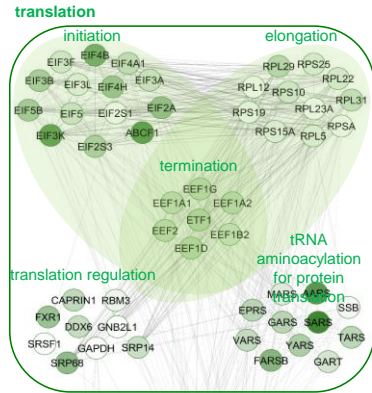 translation
initiation
elongation
EIF4B
EIF3F
EIF4A1
EIF3B
EIF3L
EIF4H
EIF3A
EIF5B
EIF5
EIF2S1
EIF2A
EIF3K
EIF2S3
ABCF1
RPL29
RPS25
RPL12
RPS10
RPL22
RPS19
RPL23A
RPL31
RPS15A
RPL5
RPSA
termination
EEF1G
EEF1A1
EEF1A2
ETF1
EEF2
EEF1B2
EEF1D
translation regulation
CAPRIN1
RBM3
FXR1
DDX6
GNB2L1
SRSF1
GAPDH
SRP14
SRP68
tRNA
aminoacylation
for protein
translation
MARS
AARS
EPRS
SSB
GARS
SARS
VARS
YARS
TARS
FARSB
GART